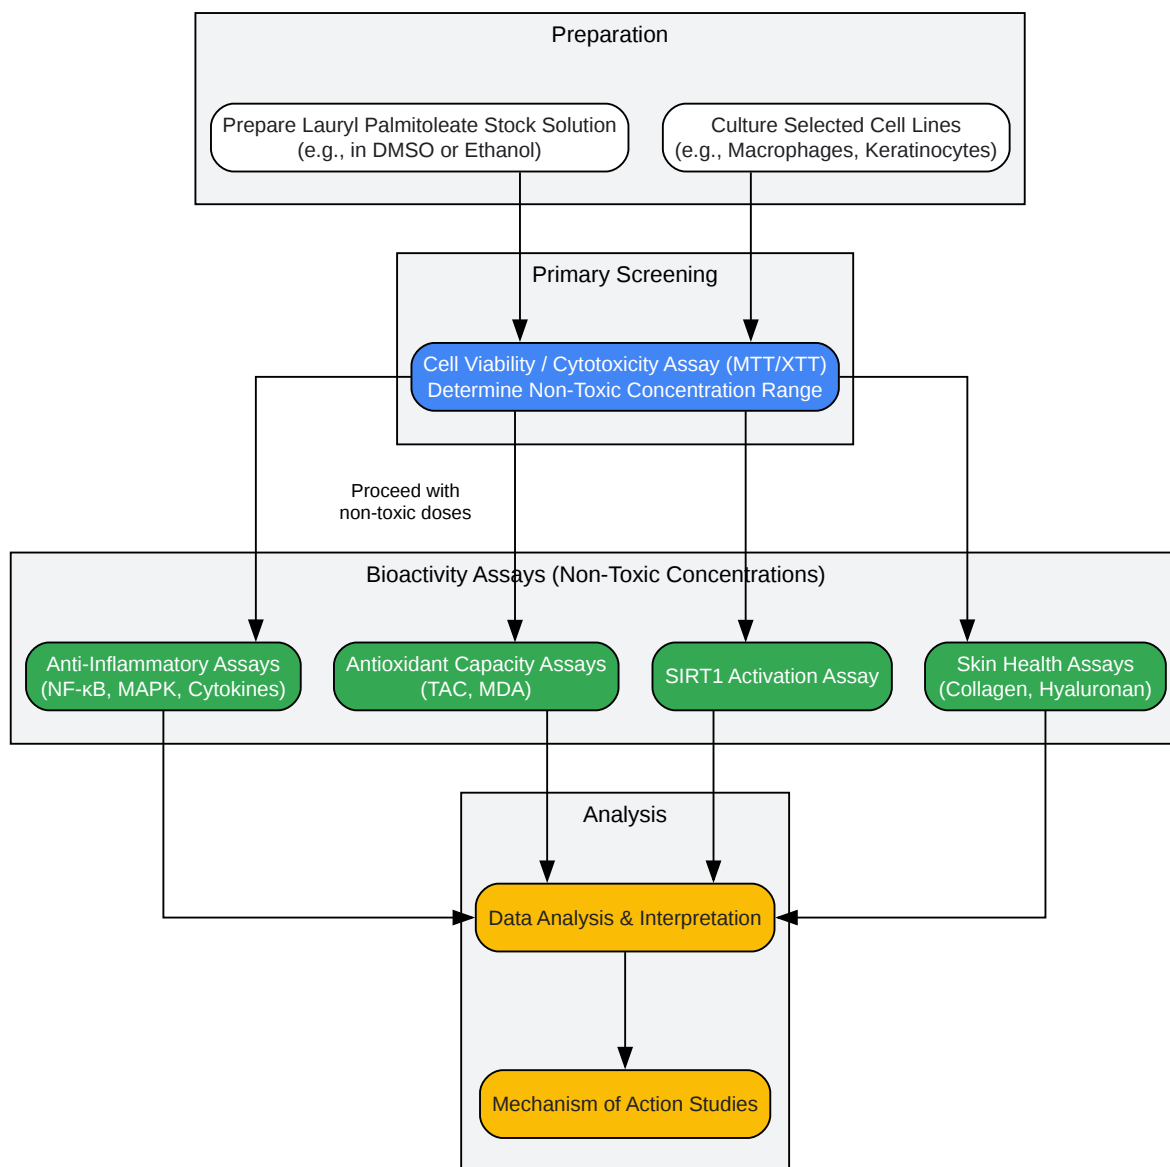 Preparation
Prepare Lauryl Palmitoleate Stock Solution
(e.g., in DMSO or Ethanol)
Culture Selected Cell Lines
(e.g., Macrophages, Keratinocytes)
Primary Screening
Cell Viability / Cytotoxicity Assay (MTT/XTT)
Determine Non-Toxic Concentration Range
Proceed with
non-toxic doses
Bioactivity Assays (Non-Toxic Concentrations)
Anti-Inflammatory Assays
(NF-κB, MAPK, Cytokines)
Antioxidant Capacity Assays
(TAC, MDA)
SIRT1 Activation Assay
Skin Health Assays
(Collagen, Hyaluronan)
Analysis
Data Analysis & Interpretation
Mechanism of Action Studies